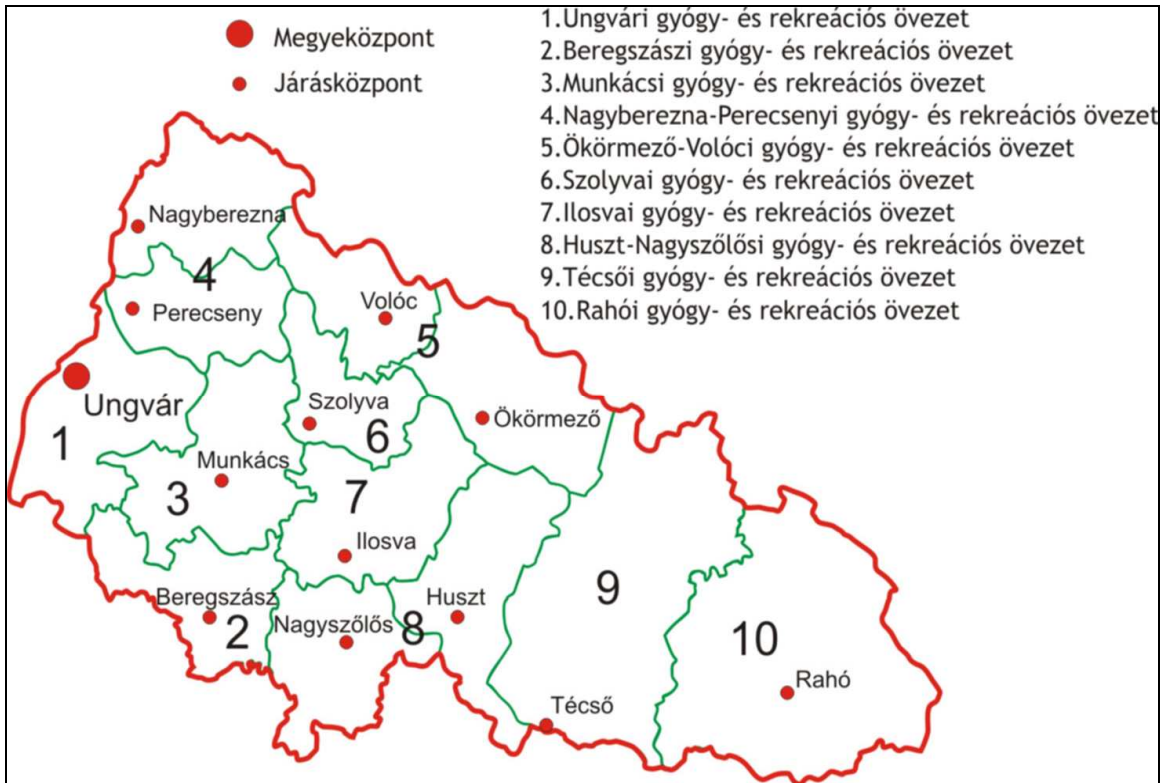 Megyeközpont
Járásközpont
1.Ungvári gyógy- és rekreációs övezet
2.Beregszászi gyógy- és rekreációs övezet
3.Munkácsi gyógy- és rekreációs övezet
4.Nagyberezna-Perecsenyi gyógy- és rekreációs övezet
5.Ökörmező-Volóci gyógy- és rekreációs övezet
6.Szolyvai gyógy- és rekreációs övezet
7.Ilosvai gyógy- és rekreációs övezet
8.Huszt-Nagyszőlősi gyógy- és rekreációs övezet
9.Técsői gyógy- és rekreációs övezet
10.Rahói gyógy- és rekreációs övezet
Nagyberezna
4
Perecseny
Volóc
5
Ungvár
1
Szolyva
6
Ökörmező
Munkács
3
7
Ilosva
Beregszász
2
Nagyszőlős
8
Huszt
9
10
Rahó
Técső